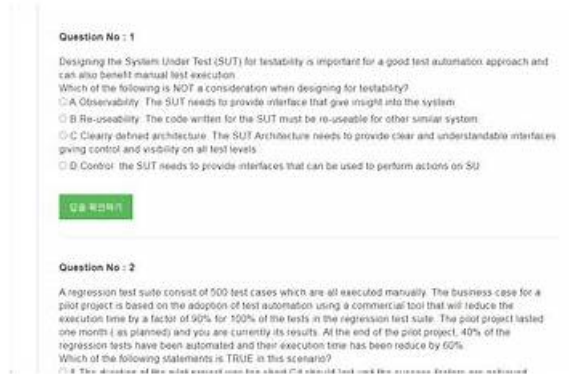 Question No : 1
Designing the System Under Test (SUT) for testability is important for a good test automation approach and
can also benefit manual test execution
Which of the following is NOT a consideration when designing for testability?
A Observability The SUT needs to provide interface that give insight into the system
B Re-useability The code written for the SUT must be re-useable for other similar system
C Clearly defined architecture The SUT Architecture needs to provide clear and understandable interfaces
giving control and visibility on all test levels
D Control the SUT needs to provide interfaces that can be used to perform actions on SU
답을 확인하기
Question No : 2
A regression test suite consist of 500 test cases which are all executed manually. The business case for a
pilot project is based on the adoption of test automation using a commercial tool that will reduce the
execution time by a factor of 90% for 100% of the tests in the regression test suite. The pilot project lasted
one month ( as planned) and you are currently its results. At the end of the pilot project, 40% of the
regression tests have been automated and their execution time has been reduce by 60%
Which of the following statements is TRUE in this scenario?